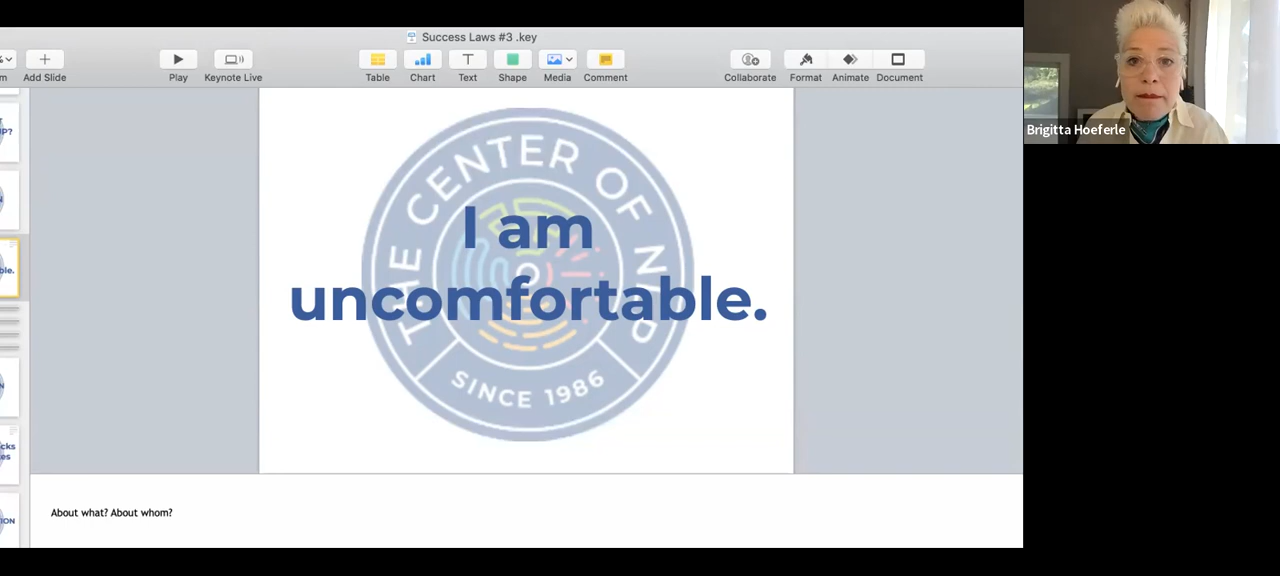 Success Laws #3 .key
Add Slide
Play
Keynote Live
Table
Chart
Text
Shape
Media
Comment
Collaborate
Format
Animate
Document
Brigitta Hoeferle
THE CENTER OF NLP
I am
uncomfortable.
SINCE 1986
About what? About whom?